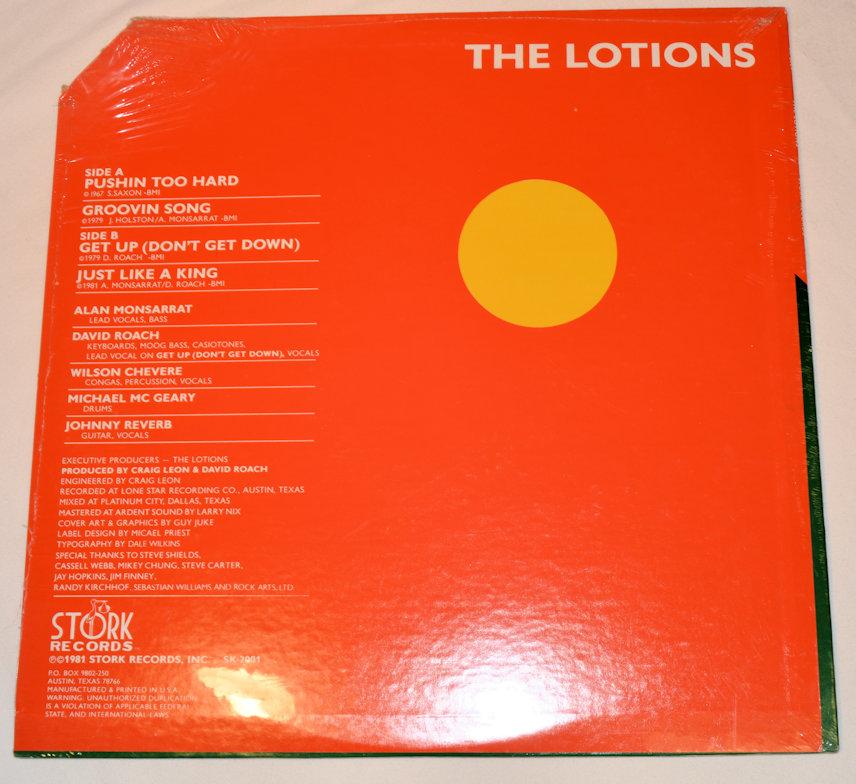 THE LOTIONS
SIDE A
PUSHIN TOO HARD
©1967 S.SAXON -BMI
GROOVIN SONG
©1979 J. HOLSTON/A. MONSARRAT -BMI
SIDE B
GET UP (DON'T GET DOWN)
©1979 D. ROACH -BMI
JUST LIKE A KING
©1981 A. MONSARRAT/D. ROACH -BMI
ALAN MONSARRAT
LEAD VOCALS, BASS
DAVID ROACH
KEYBOARDS, MOOG BASS, CASIOTONES,
LEAD VOCAL ON GET UP (DON'T GET DOWN), VOCALS
WILSON CHEVERE
CONGAS, PERCUSSION, VOCALS
MICHAEL MC GEARY
DRUMS
JOHNNY REVERB
GUITAR, VOCALS
EXECUTIVE PRODUCERS — THE LOTIONS
PRODUCED BY CRAIG LEON & DAVID ROACH
ENGINEERED BY CRAIG LEON
RECORDED AT LONE STAR RECORDING CO., AUSTIN, TEXAS
MIXED AT PLATINUM CITY, DALLAS, TEXAS
MASTERED AT ARDENT SOUND BY LARRY NIX
COVER ART & GRAPHICS BY GUY JUKE
LABEL DESIGN BY MICAEL PRIEST
TYPOGRAPHY BY DALE WILKINS
SPECIAL THANKS TO STEVE SHIELDS,
CASSELL WEBB, MIKEY CHUNG, STEVE CARTER,
JAY HOPKINS, JIM FINNEY,
RANDY KIRCHHOF, SEBASTIAN WILLIAMS AND ROCK ARTS, LTD.
STORK
RECORDS
℗©1981 STORK RECORDS, INC. SK-7001
P.O. BOX 9802-250
AUSTIN, TEXAS 78766
MANUFACTURED & PRINTED IN U.S.A.
WARNING: UNAUTHORIZED DUPLICATION
IS A VIOLATION OF APPLICABLE FEDERAL,
STATE, AND INTERNATIONAL LAWS.